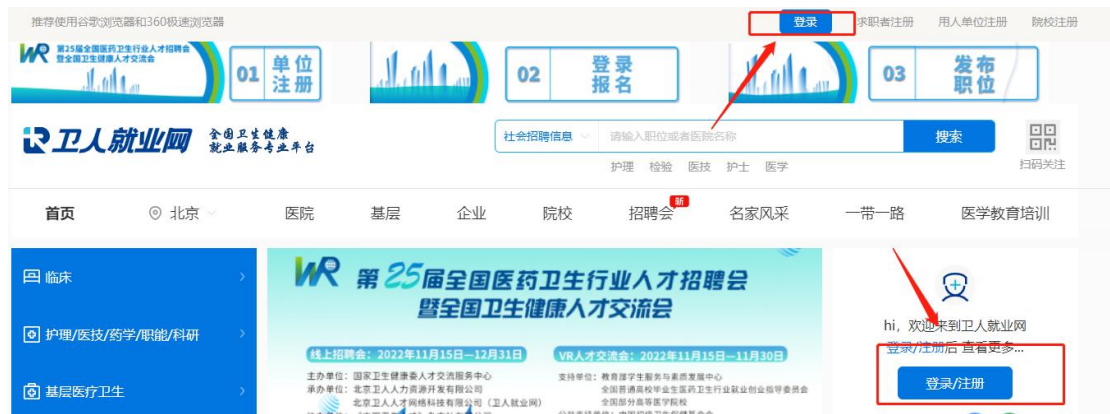 推荐使用谷歌浏览器和360极速浏览器
登录 求职者注册 用人单位注册 院校注册
第25届全国医药卫生行业人才招聘会
暨全国卫生健康人才交流会
01 单位注册
02 登录报名
03 发布职位
卫人就业网 全国卫生健康就业服务专业平台
社会招聘信息 请输入职位或者医院名称 搜索
护理 检验 医技 护士 医学
扫码关注
首页 北京 医院 基层 企业 院校 招聘会 新 名家风采 一带一路 医学教育培训
临床
护理/医技/药学/职能/科研
基层医疗卫生
WR 第25届全国医药卫生行业人才招聘会
暨全国卫生健康人才交流会
线上招聘会:2022年11月15日—12月31日
VR人才交流会:2022年11月15日—11月30日
主办单位:国家卫生健康委人才交流服务中心
承办单位:北京卫人人力资源开发有限公司
北京卫人人才网络科技有限公司(卫人就业网)
支持单位:教育部学生服务与素质发展中心
全国普通高校毕业生医药卫生行业就业创业指导委员会
全国部分高等医学院校
hi,欢迎来到卫人就业网
登录/注册后 查看更多...
登录/注册